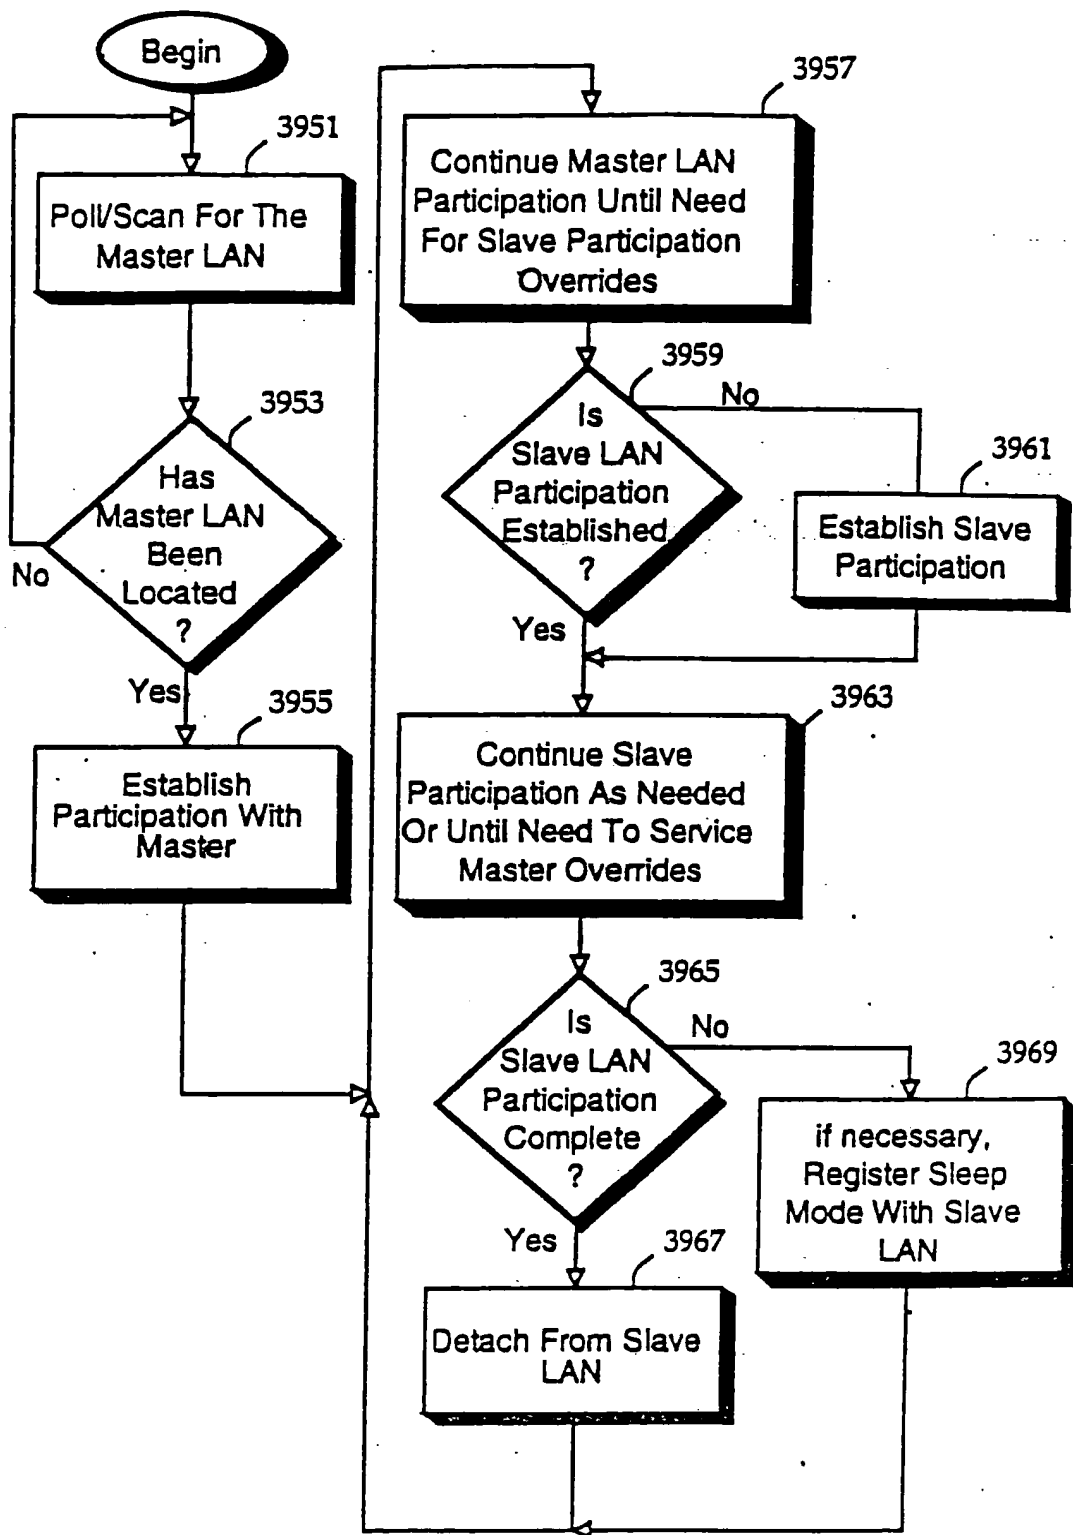 Begin
3951
Poll/Scan For The
Master LAN
3953
Has
Master LAN
Been
Located
?
No
Yes
3955
Establish
Participation With
Master
3957
Continue Master LAN
Participation Until Need
For Slave Participation
Overrides
3959
Is
Slave LAN
Participation
Established
?
No
Yes
3961
Establish Slave
Participation
3963
Continue Slave
Participation As Needed
Or Until Need To Service
Master Overrides
3965
Is
Slave LAN
Participation
Complete
?
No
Yes
3967
Detach From Slave
LAN
3969
if necessary,
Register Sleep
Mode With Slave
LAN